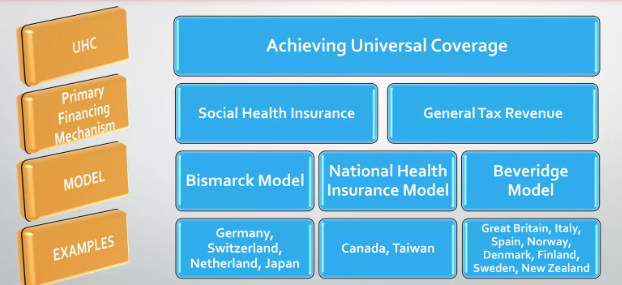 UHC
Achieving Universal Coverage
Primary
Financing
Mechanism
Social Health Insurance
General Tax Revenue
MODEL
Bismarck Model
National Health
Insurance Model
Beveridge
Model
EXAMPLES
Germany,
Switzerland,
Netherland, Japan
Canada, Taiwan
Great Britain, Italy,
Spain, Norway,
Denmark, Finland,
Sweden, New Zealand